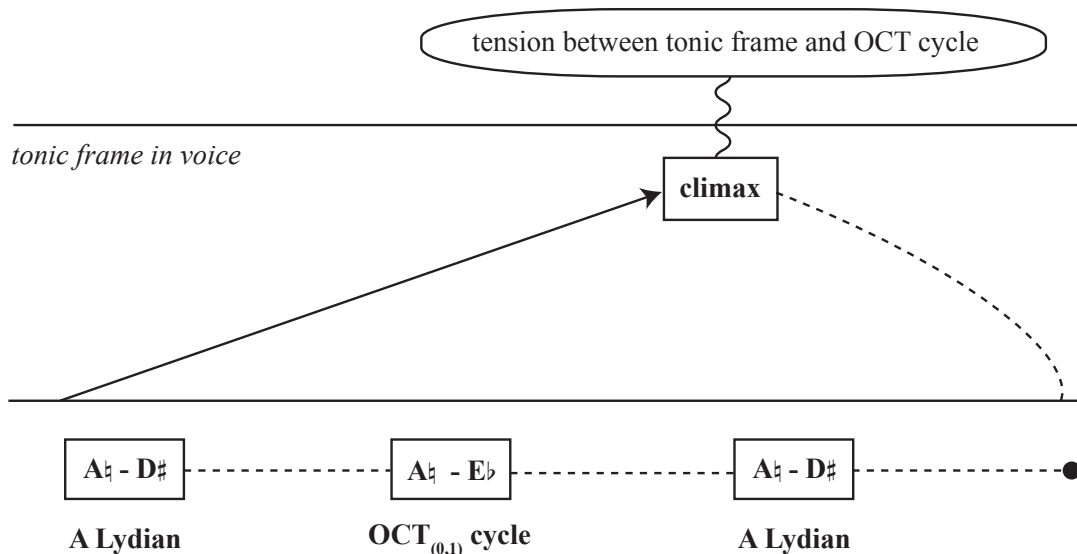 tension between tonic frame and OCT cycle
tonic frame in voice
climax
A♮ - D♯
A♮ - E♭
A♮ - D♯
A Lydian
OCT(0,1) cycle
A Lydian